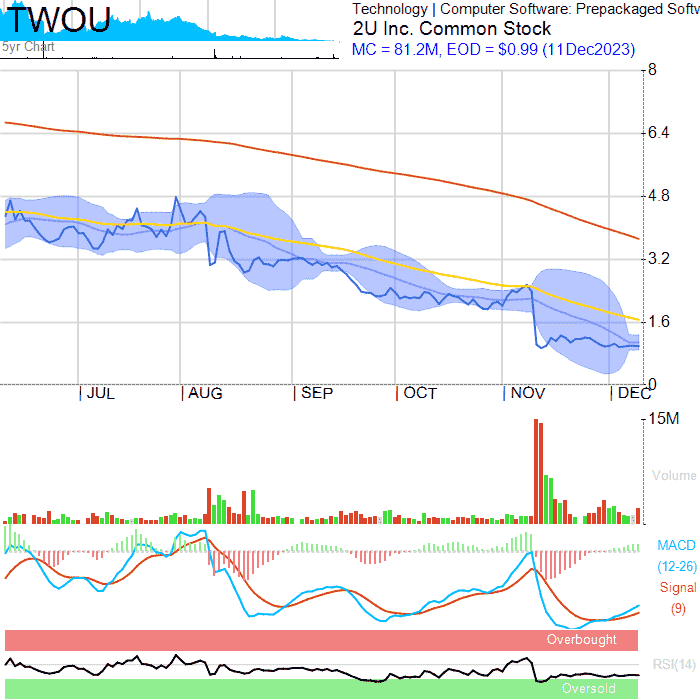 TWOU
Technology | Computer Software: Prepackaged Softw
2U Inc. Common Stock
5yr Chart
MC = 81.2M, EOD = $0.99 (11Dec2023)
8
6.4
4.8
3.2
1.6
0
JUL AUG SEP OCT NOV DEC
15M
Volume
MACD
(12-26)
Signal
(9)
Overbought
RSI(14)
Oversold